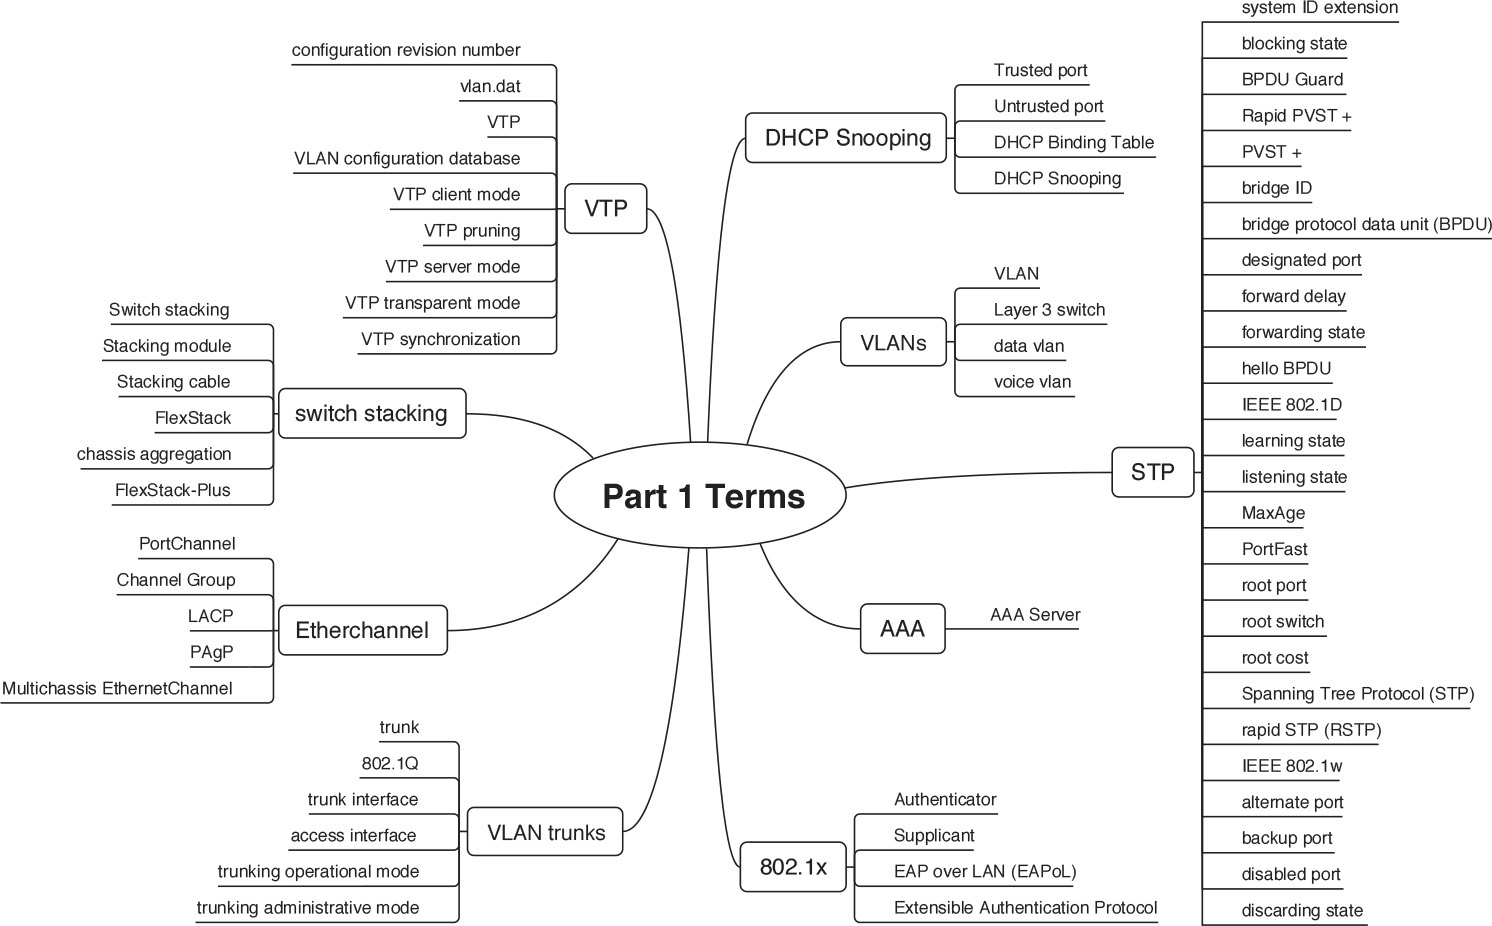 Part 1 Terms
VTP
configuration revision number
vlan.dat
VTP
VLAN configuration database
VTP client mode
VTP pruning
VTP server mode
VTP transparent mode
VTP synchronization
switch stacking
Switch stacking
Stacking module
Stacking cable
FlexStack
chassis aggregation
FlexStack-Plus
Etherchannel
PortChannel
Channel Group
LACP
PAgP
Multichassis EthernetChannel
VLAN trunks
trunk
802.1Q
trunk interface
access interface
trunking operational mode
trunking administrative mode
DHCP Snooping
Trusted port
Untrusted port
DHCP Binding Table
DHCP Snooping
VLANs
VLAN
Layer 3 switch
data vlan
voice vlan
STP
system ID extension
blocking state
BPDU Guard
Rapid PVST +
PVST +
bridge ID
bridge protocol data unit (BPDU)
designated port
forward delay
forwarding state
hello BPDU
IEEE 802.1D
learning state
listening state
MaxAge
PortFast
root port
root switch
root cost
Spanning Tree Protocol (STP)
rapid STP (RSTP)
IEEE 802.1w
alternate port
backup port
disabled port
discarding state
AAA
AAA Server
802.1x
Authenticator
Supplicant
EAP over LAN (EAPoL)
Extensible Authentication Protocol